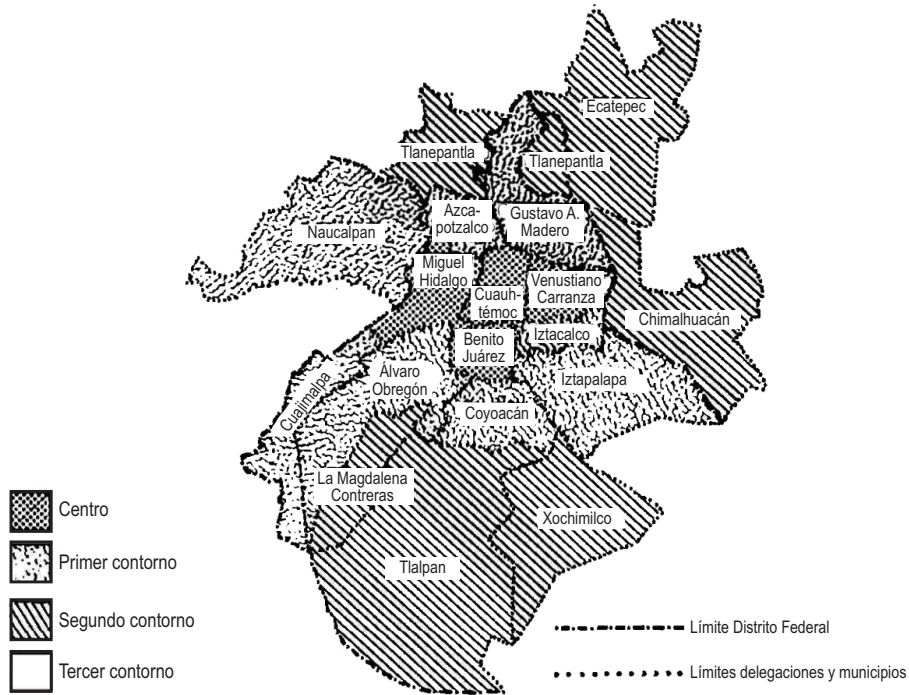 Ecatepec
Tlanepantla
Tlanepantla
Azca-
potzalco
Gustavo A.
Madero
Naucalpan
Miguel
Hidalgo
Venustiano
Carranza
Cuauh-
témoc
Chimalhuacán
Iztacalco
Benito
Juárez
Álvaro
Obregón
Iztapalapa
Cuajimalpa
Coyoacán
La Magdalena
Contreras
Xochimilco
Tlalpan
Centro
Primer contorno
Segundo contorno
Tercer contorno
Límite Distrito Federal
Límites delegaciones y municipios